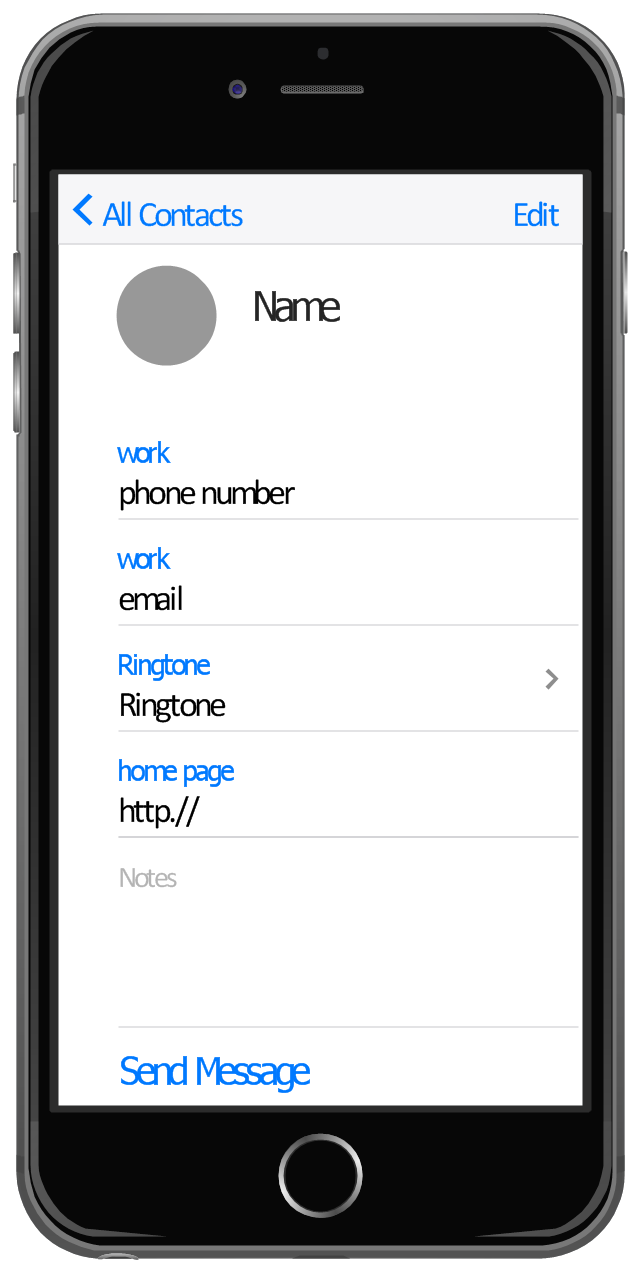 All Contacts
Edit
Name
work
phone number
work
email
Ringtone
Ringtone
home page
http.//
Notes
Send Message